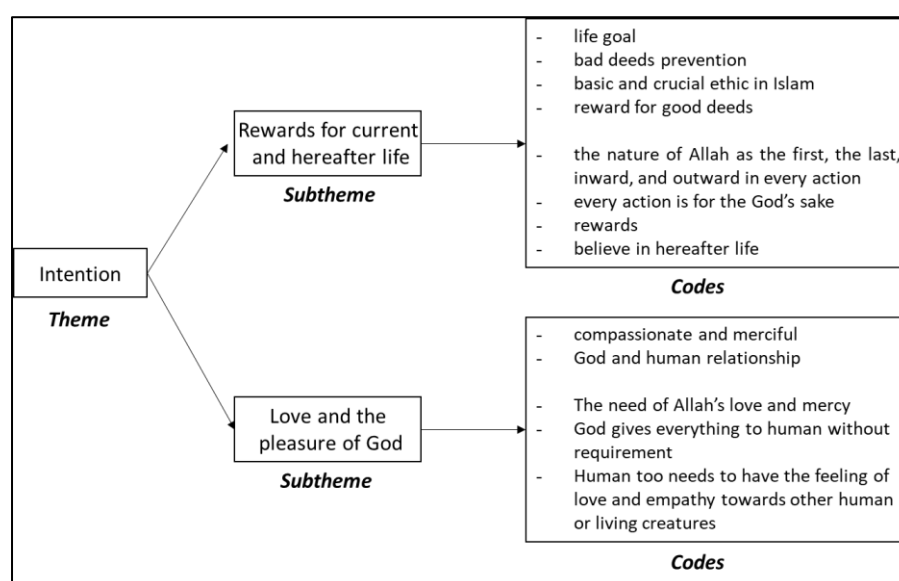 Intention
Theme
Rewards for current
and hereafter life
Subtheme
- life goal
- bad deeds prevention
- basic and crucial ethic in Islam
- reward for good deeds
- the nature of Allah as the first, the last,
inward, and outward in every action
- every action is for the God’s sake
- rewards
- believe in hereafter life
Codes
Love and the
pleasure of God
Subtheme
- compassionate and merciful
- God and human relationship
- The need of Allah’s love and mercy
- God gives everything to human without
requirement
- Human too needs to have the feeling of
love and empathy towards other human
or living creatures
Codes